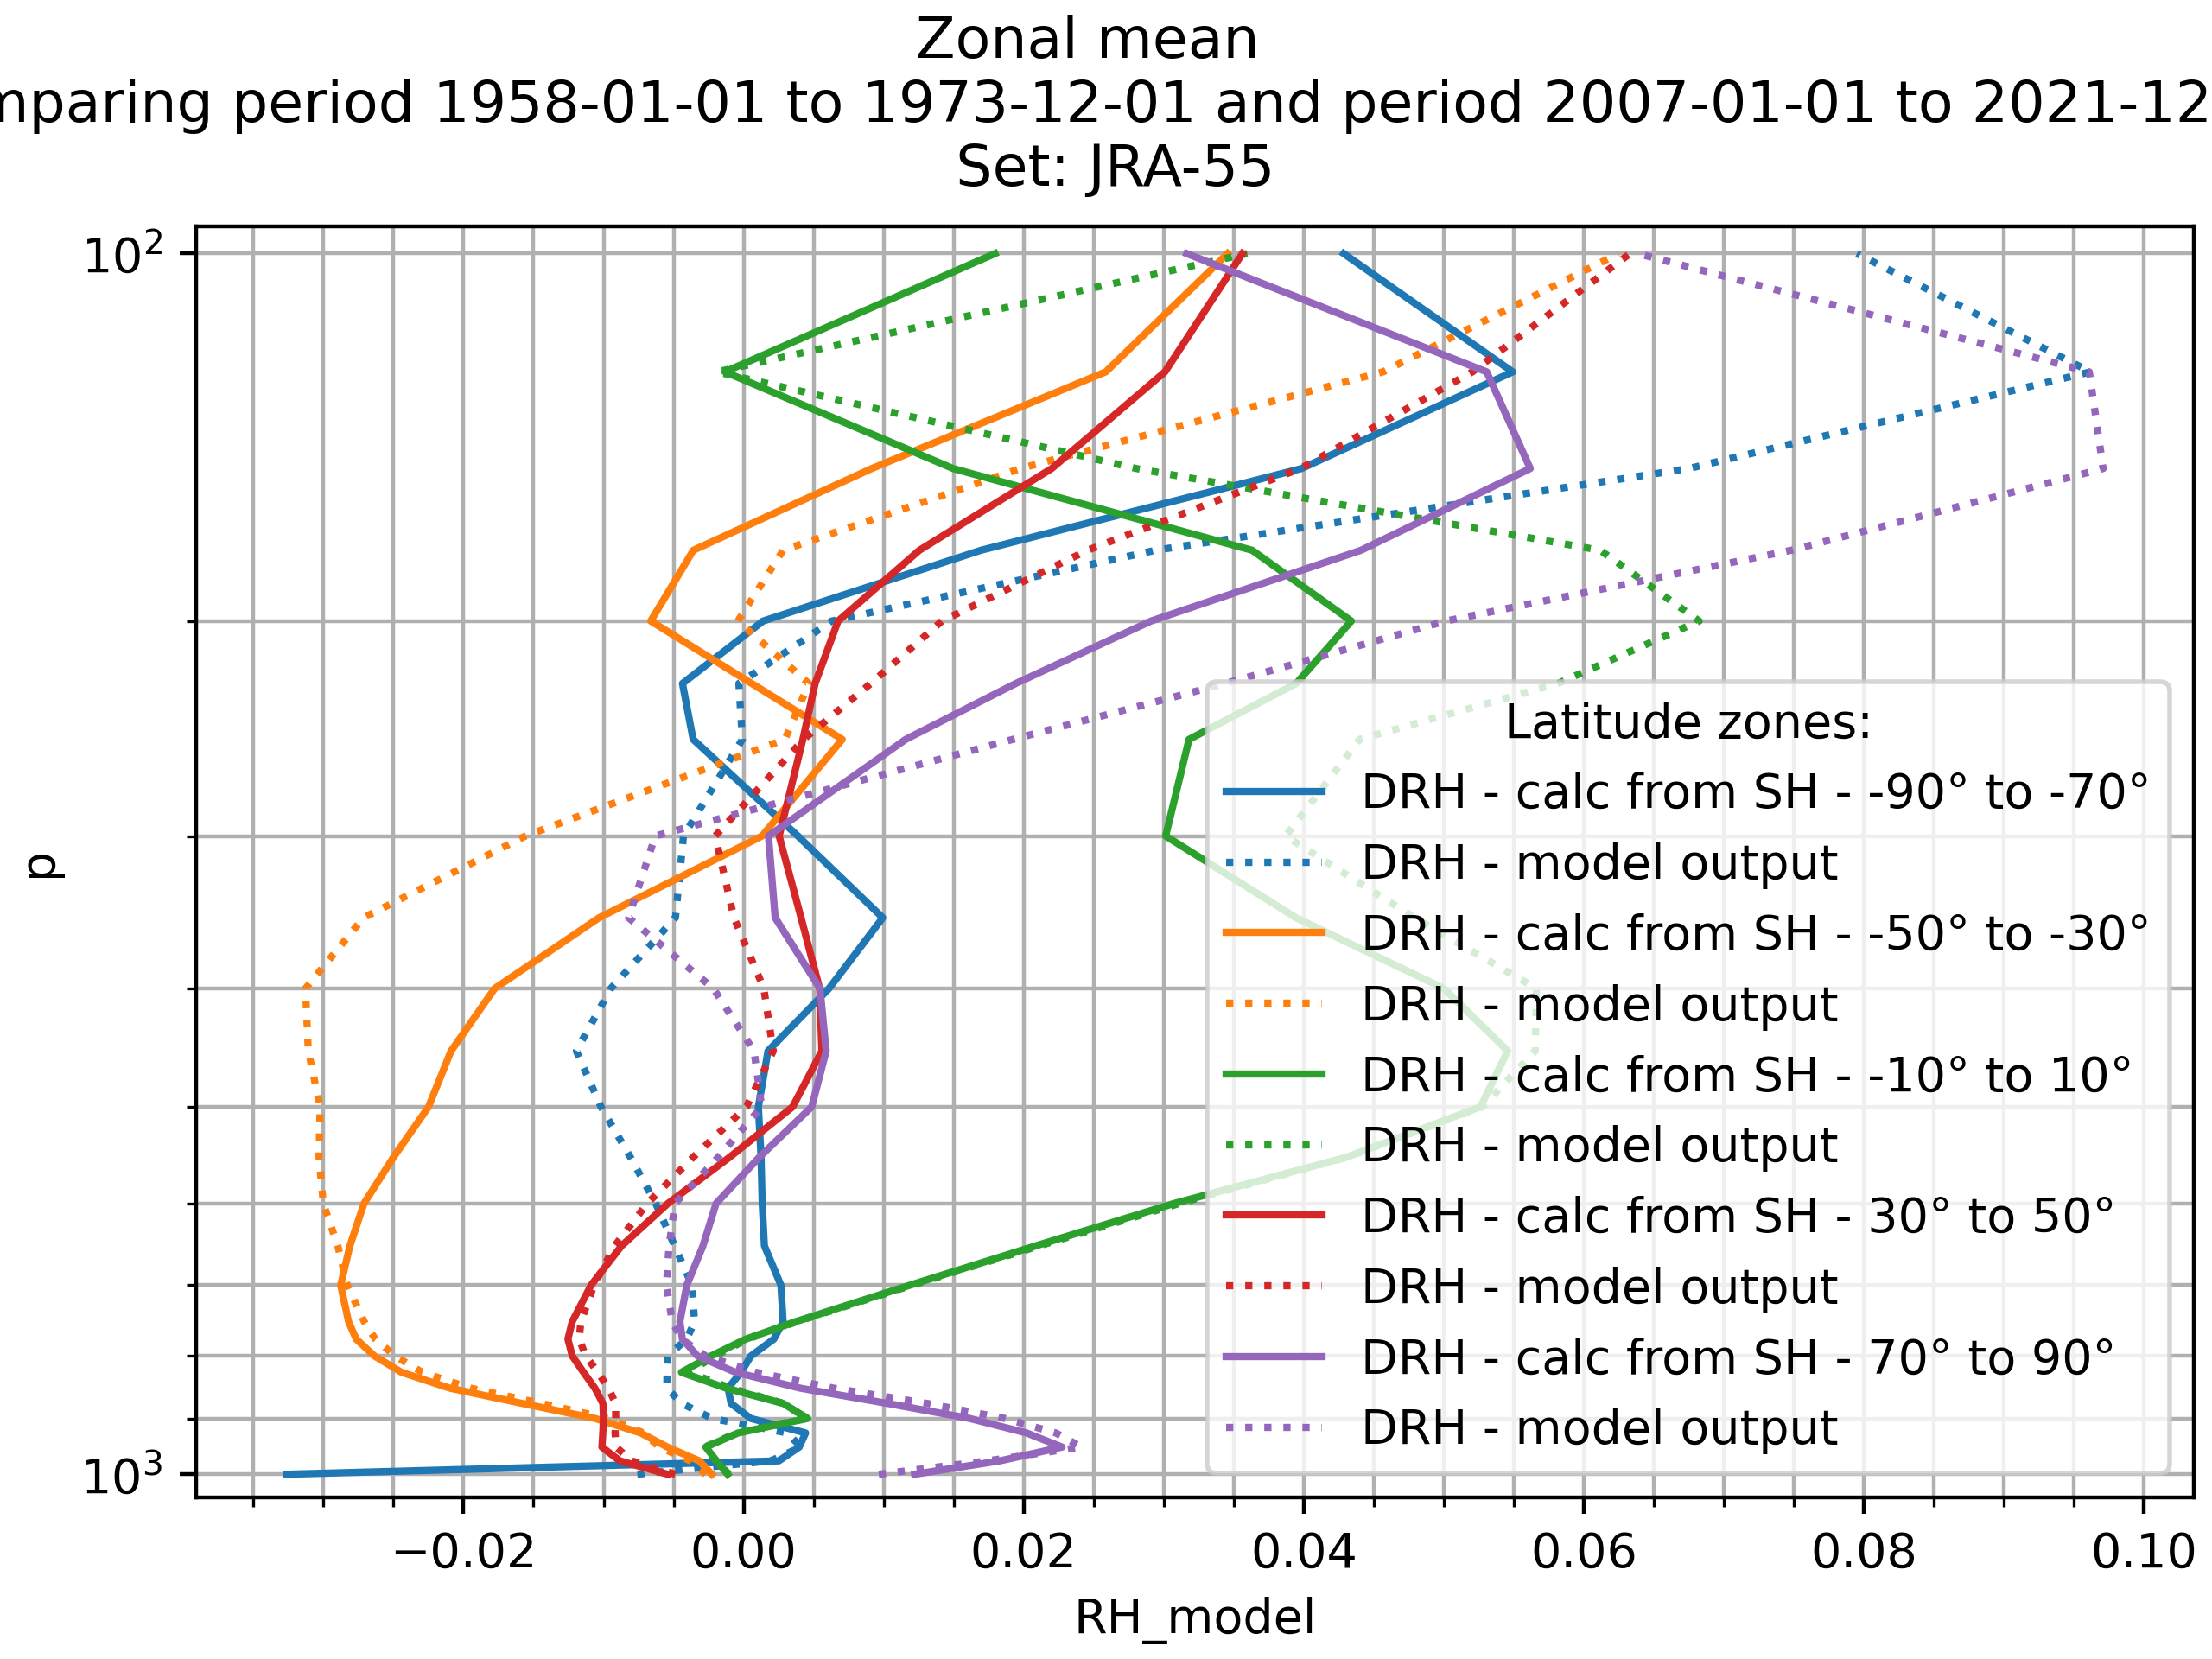 Zonal mean
mparing period 1958-01-01 to 1973-12-01 and period 2007-01-01 to 2021-12
Set: JRA-55
10²
p
Latitude zones:
DRH - calc from SH - -90° to -70°
DRH - model output
DRH - calc from SH - -50° to -30°
DRH - model output
DRH - calc from SH - -10° to 10°
DRH - model output
DRH - calc from SH - 30° to 50°
DRH - model output
DRH - calc from SH - 70° to 90°
DRH - model output
10³
−0.02 0.00 0.02 0.04 0.06 0.08 0.10
RH_model